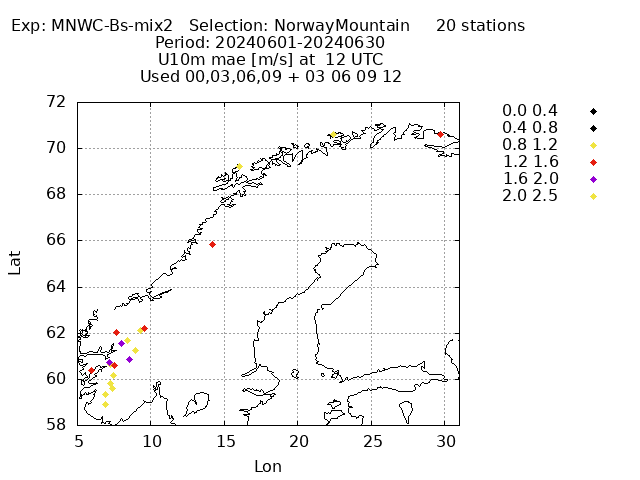 Exp: MNWC-Bs-mix2 Selection: NorwayMountain 20 stations
Period: 20240601-20240630
U10m mae [m/s] at 12 UTC
Used 00,03,06,09 + 03 06 09 12
72
70
68
66
64
62
60
58
Lat
5 10 15 20 25 30
Lon
0.0 0.4
0.4 0.8
0.8 1.2
1.2 1.6
1.6 2.0
2.0 2.5